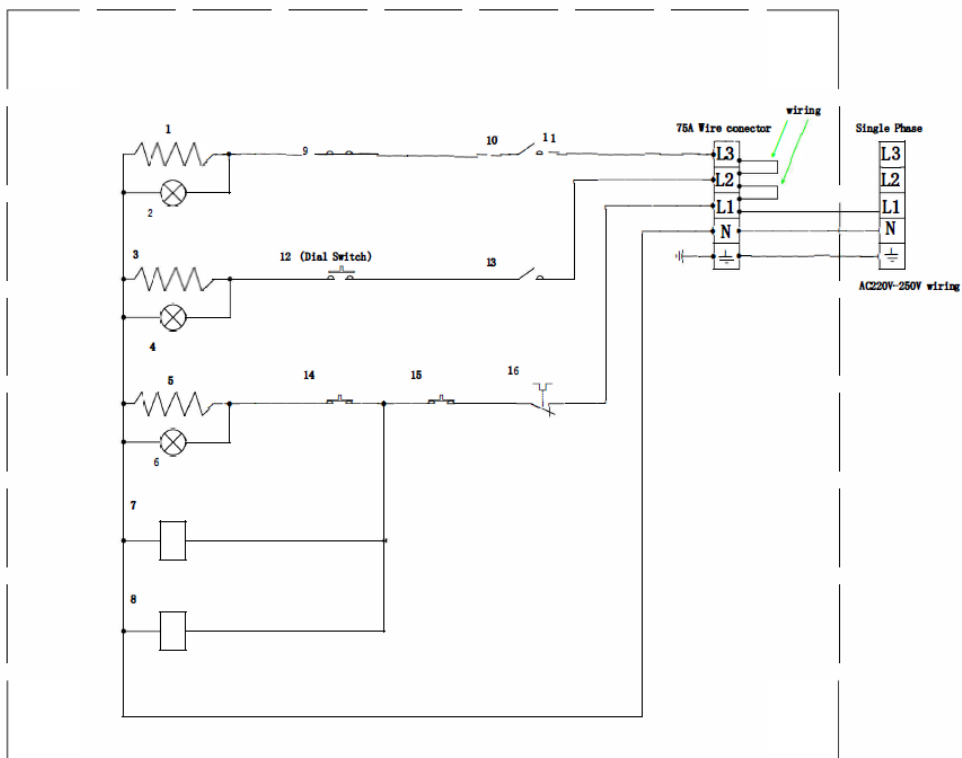 wiring
75A Wire conector
Single Phase
1
9
10
11
L3
L3
2
L2
L2
L1
L1
N
N
3
12 (Dial Switch)
13
AC220V-250V wiring
4
5
14
15
16
6
7
8